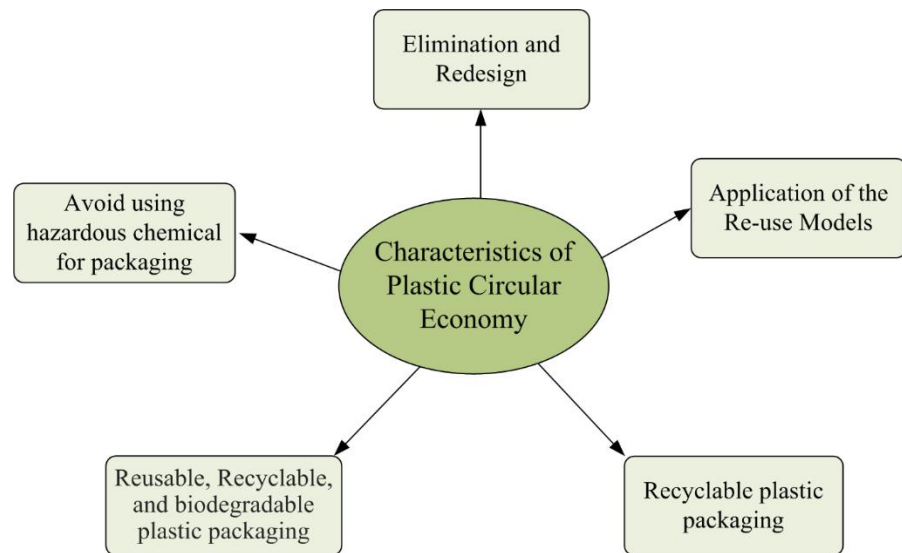 Elimination and
Redesign
Application of the
Re-use Models
Avoid using
hazardous chemical
for packaging
Characteristics of
Plastic Circular
Economy
Reusable, Recyclable,
and biodegradable
plastic packaging
Recyclable plastic
packaging